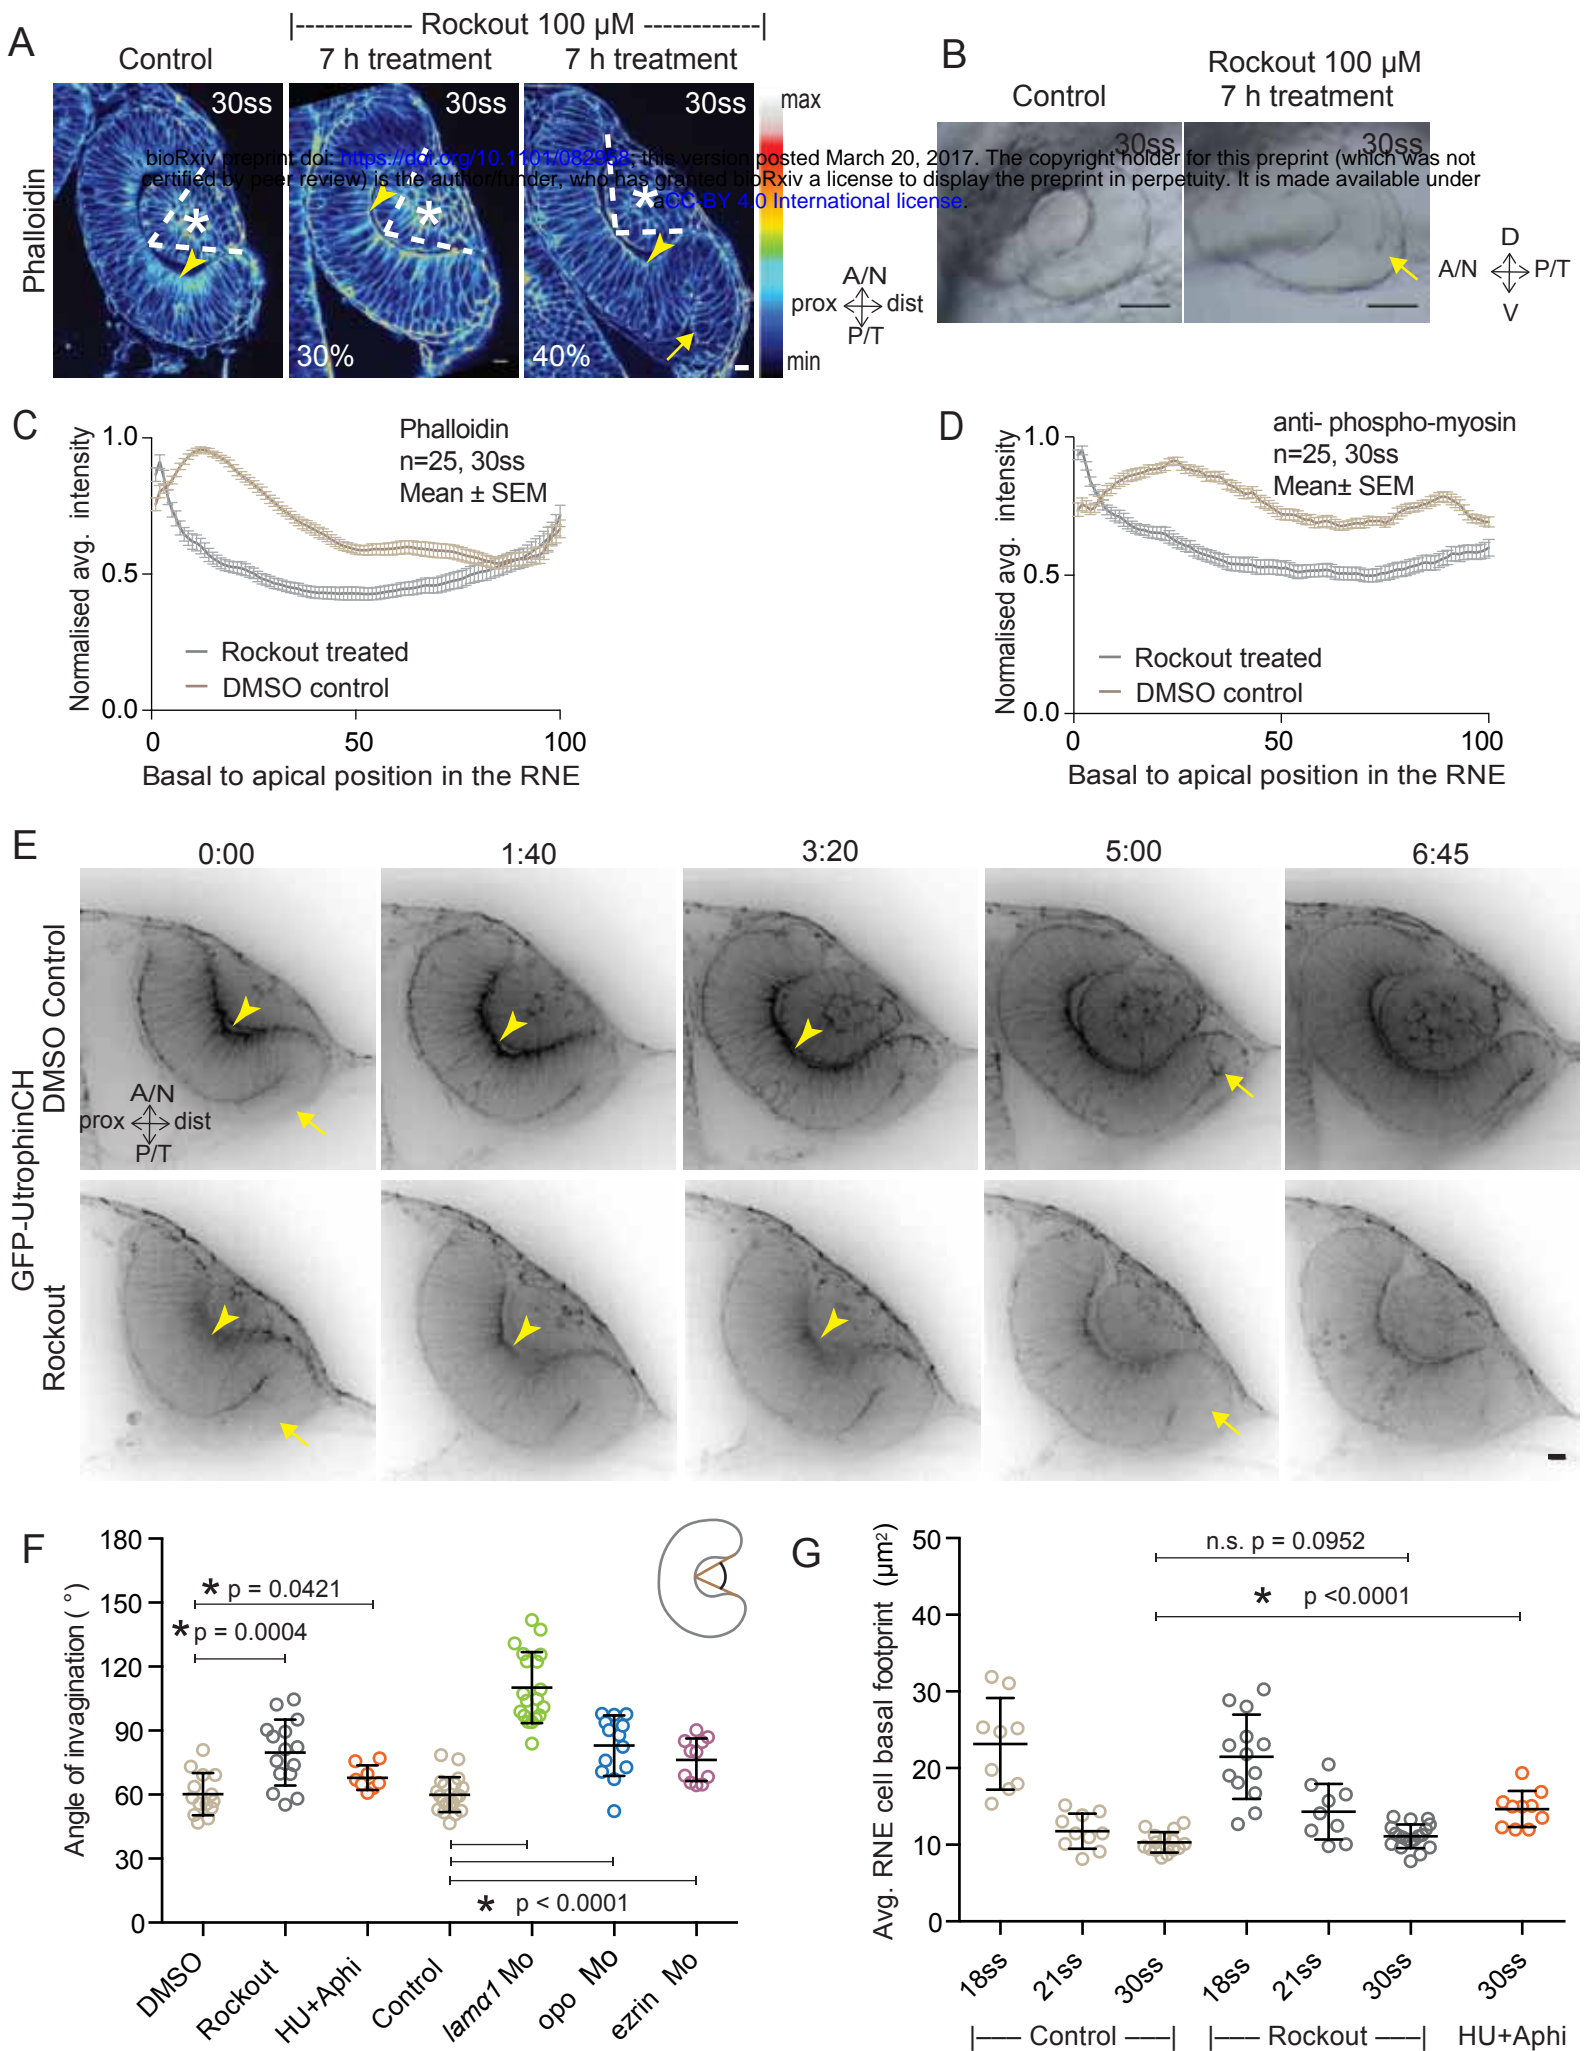 A
|------------ Rockout 100 µM ------------|
Control
7 h treatment
7 h treatment
30ss
30ss
30ss
Phalloidin
30%
40%
max
min
A/N
prox
dist
P/T
B
Rockout 100 µM
Control
7 h treatment
30ss
30ss
D
A/N
P/T
V
bioRxiv preprint doi: https://doi.org/10.1101/082958; this version posted March 20, 2017. The copyright holder for this preprint (which was not
certified by peer review) is the author/funder, who has granted bioRxiv a license to display the preprint in perpetuity. It is made available under
aCC-BY 4.0 International license.
C
Normalised avg. intensity
1.0
0.5
0.0
Phalloidin
n=25, 30ss
Mean ± SEM
Rockout treated
DMSO control
0
50
100
Basal to apical position in the RNE
D
Normalised avg. intensity
1.0
0.5
0.0
anti- phospho-myosin
n=25, 30ss
Mean± SEM
Rockout treated
DMSO control
0
50
100
Basal to apical position in the RNE
E
0:00
1:40
3:20
5:00
6:45
GFP-UtrophinCH
DMSO Control
A/N
prox
dist
P/T
Rockout
F
Angle of invagination ( °)
180
150
120
90
60
30
0
* p = 0.0421
* p = 0.0004
* p < 0.0001
DMSO
Rockout
HU+Aphi
Control
lama1 Mo
opo Mo
ezrin Mo
G
Avg. RNE cell basal footprint (µm²)
50
40
30
20
10
0
n.s. p = 0.0952
* p <0.0001
18ss
21ss
30ss
18ss
21ss
30ss
30ss
|–– Control ––|
|–– Rockout ––|
HU+Aphi